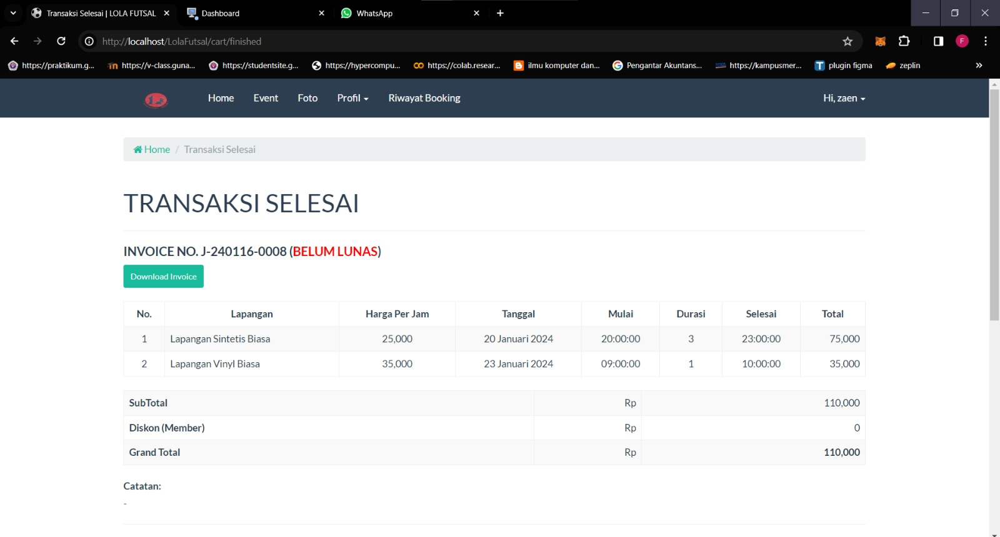 Transaksi Selesai | LOLA FUTSAL
Dashboard
WhatsApp
http://localhost/LolaFutsal/cart/finished
F
https://praktikum.g...
https://v-class.guna...
https://studentsite.g...
https://hypercompu...
https://colab.resear...
ilmu komputer dan...
Pengantar Akuntans...
https://kampusmer...
plugin figma
zeplin
Home
Event
Foto
Profil
Riwayat Booking
Hi, zaen
Home / Transaksi Selesai
TRANSAKSI SELESAI
INVOICE NO. J-240116-0008 (BELUM LUNAS)
Download Invoice
No. Lapangan Harga Per Jam Tanggal Mulai Durasi Selesai Total
1 Lapangan Sintetis Biasa 25,000 20 Januari 2024 20:00:00 3 23:00:00 75,000
2 Lapangan Vinyl Biasa 35,000 23 Januari 2024 09:00:00 1 10:00:00 35,000
SubTotal Rp 110,000
Diskon (Member) Rp 0
Grand Total Rp 110,000
Catatan:
-